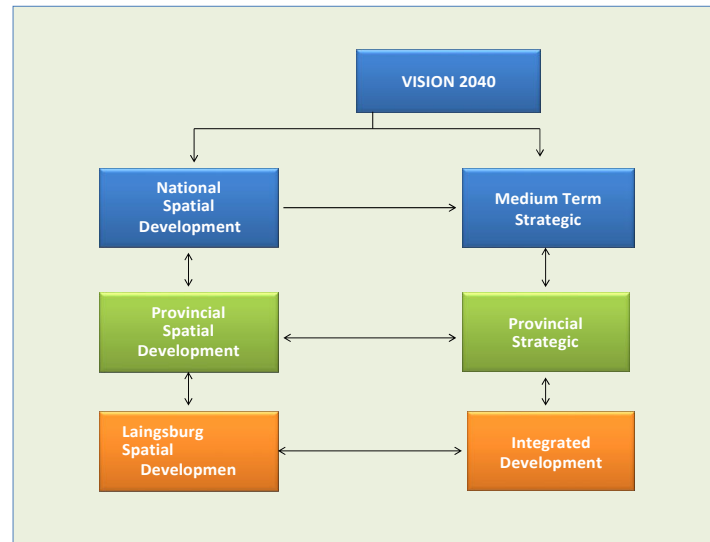 VISION 2040
National
Spatial
Development
Medium Term
Strategic
Provincial
Spatial
Development
Provincial
Strategic
Laingsburg
Spatial
Developmen
Integrated
Development